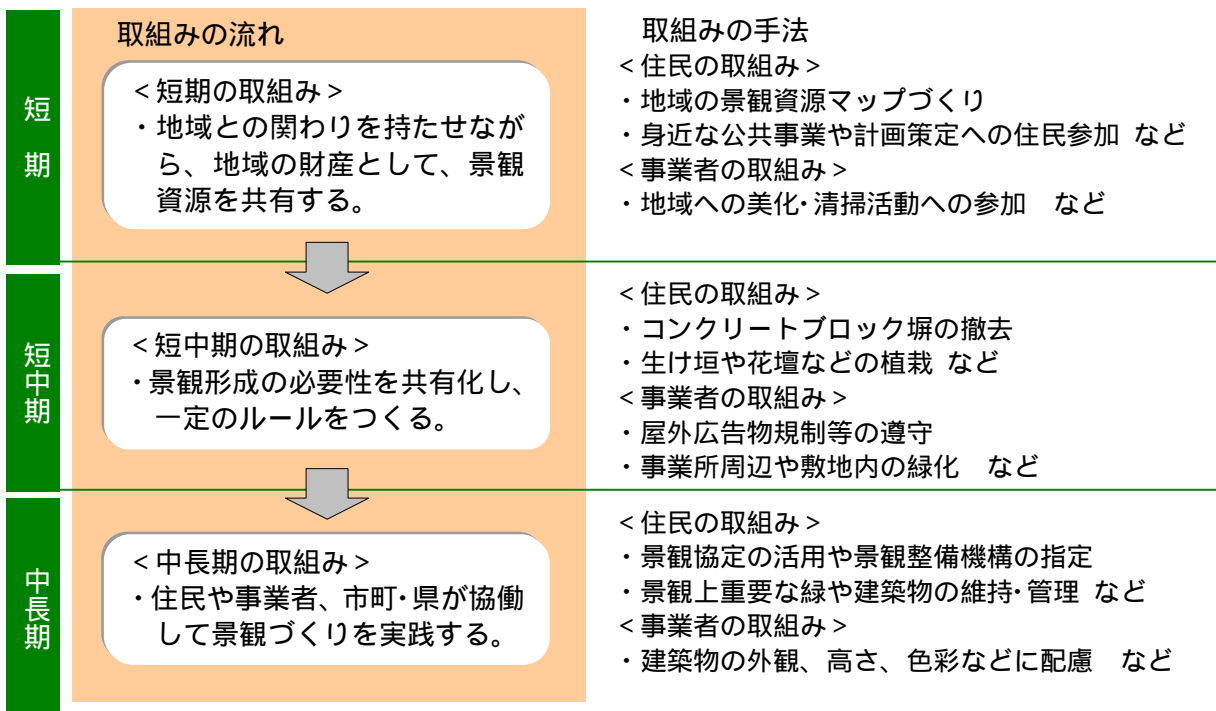 取組みの流れ
取組みの手法
短期
<短期の取組み>
・地域との関わりを持たせなが
ら、地域の財産として、景観
資源を共有する。
<住民の取組み>
・地域の景観資源マップづくり
・身近な公共事業や計画策定への住民参加 など
<事業者の取組み>
・地域への美化・清掃活動への参加　など
短中期
<短中期の取組み>
・景観形成の必要性を共有化し、
一定のルールをつくる。
<住民の取組み>
・コンクリートブロック塀の撤去
・生け垣や花壇などの植栽 など
<事業者の取組み>
・屋外広告物規制等の遵守
・事業所周辺や敷地内の緑化　など
中長期
<中長期の取組み>
・住民や事業者、市町・県が協働
して景観づくりを実践する。
<住民の取組み>
・景観協定の活用や景観整備機構の指定
・景観上重要な緑や建築物の維持・管理 など
<事業者の取組み>
・建築物の外観、高さ、色彩などに配慮　など